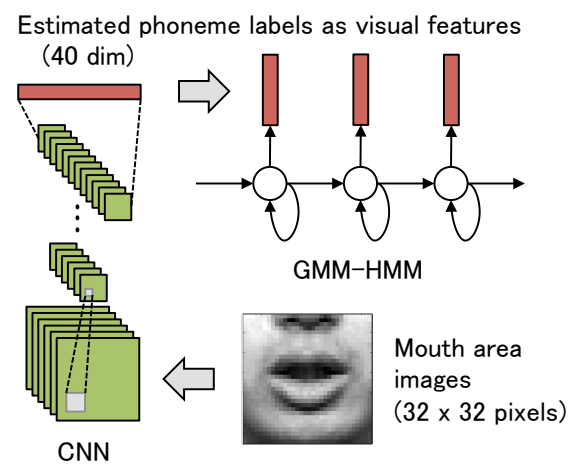 Estimated phoneme labels as visual features
(40 dim)
GMM-HMM
Mouth area
images
(32 x 32 pixels)
CNN